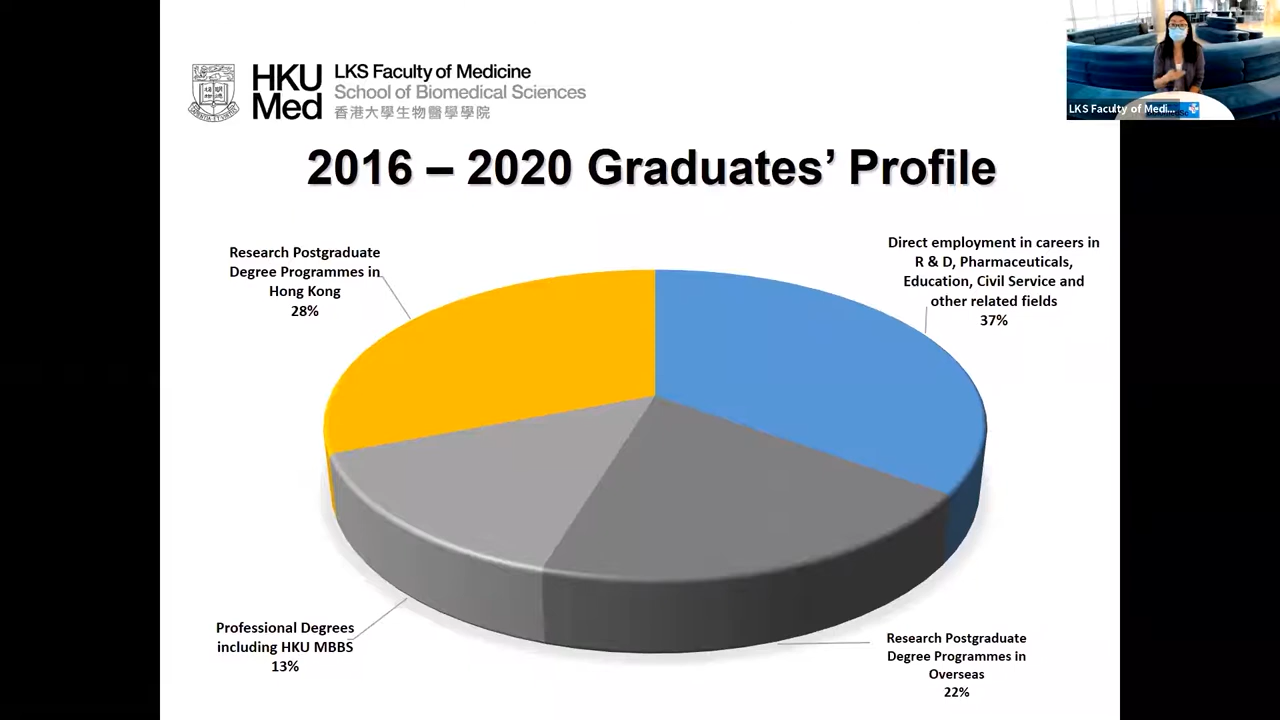 HKU
Med
LKS Faculty of Medicine
School of Biomedical Sciences
香港大學生物醫學學院
LKS Faculty of Medi...
2016 – 2020 Graduates’ Profile
Research Postgraduate
Degree Programmes in
Hong Kong
28%
Direct employment in careers in
R & D, Pharmaceuticals,
Education, Civil Service and
other related fields
37%
Professional Degrees
including HKU MBBS
13%
Research Postgraduate
Degree Programmes in
Overseas
22%